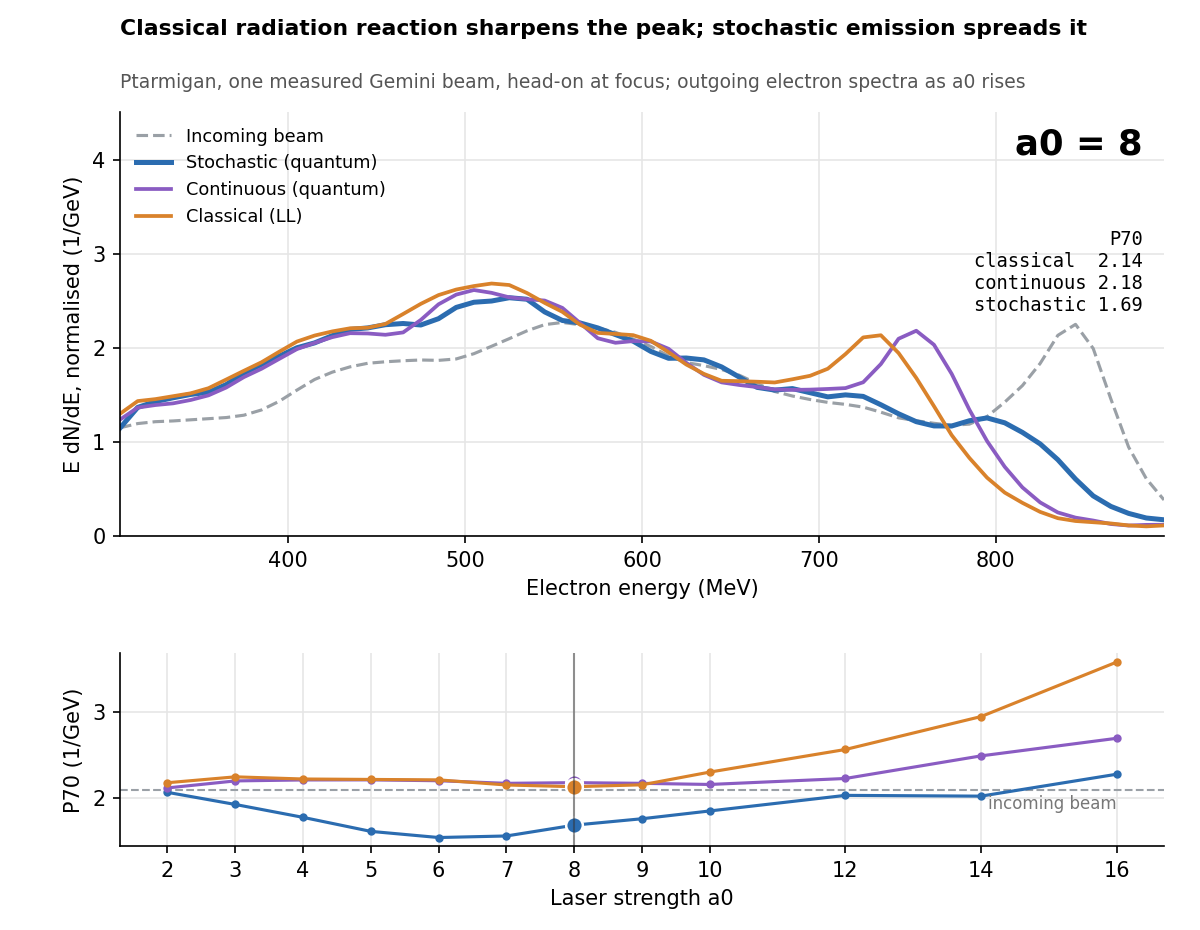 Classical radiation reaction sharpens the peak; stochastic emission spreads it
Ptarmigan, one measured Gemini beam, head-on at focus; outgoing electron spectra as a0 rises
E dN/dE, normalised (1/GeV)
4
3
2
1
0
Incoming beam
Stochastic (quantum)
Continuous (quantum)
Classical (LL)
a0 = 8
P70
classical 2.14
continuous 2.18
stochastic 1.69
400 500 600 700 800
Electron energy (MeV)
P70 (1/GeV)
3
2
incoming beam
2 3 4 5 6 7 8 9 10 12 14 16
Laser strength a0